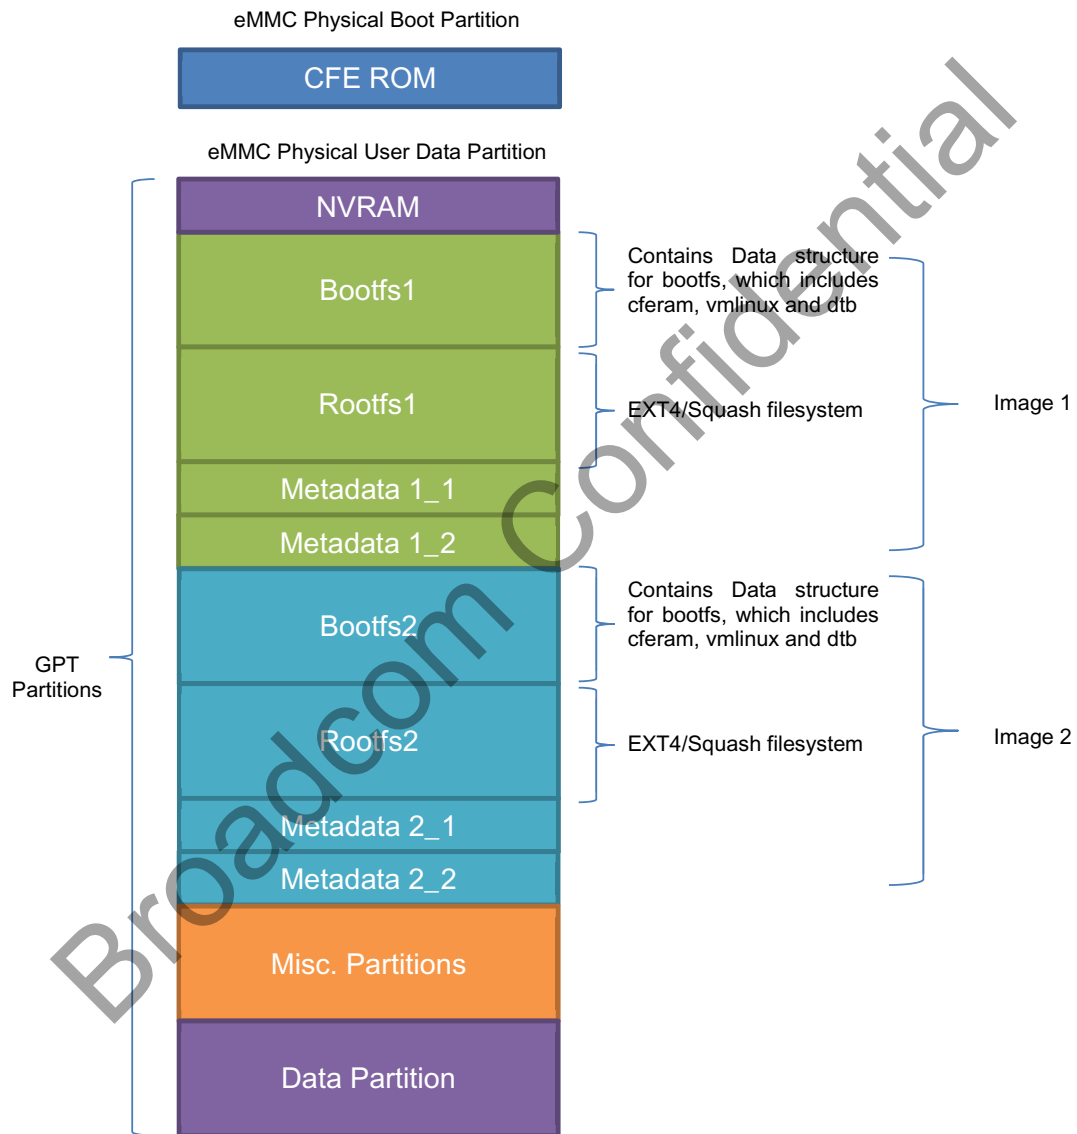 eMMC Physical Boot Partition
CFE ROM
eMMC Physical User Data Partition
NVRAM
Bootfs1
Contains Data structure
for bootfs, which includes
cferam, vmlinux and dtb
Rootfs1
EXT4/Squash filesystem
Image 1
Metadada 1_1
Metadata 1_2
Bootfs2
Contains Data structure
for bootfs, which includes
cferam, vmlinux and dtb
GPT
Partitions
Rootfs2
EXT4/Squash filesystem
Image 2
Metadata 2_1
Metadata 2_2
Misc. Partitions
Data Partition
Broadcom Confidential